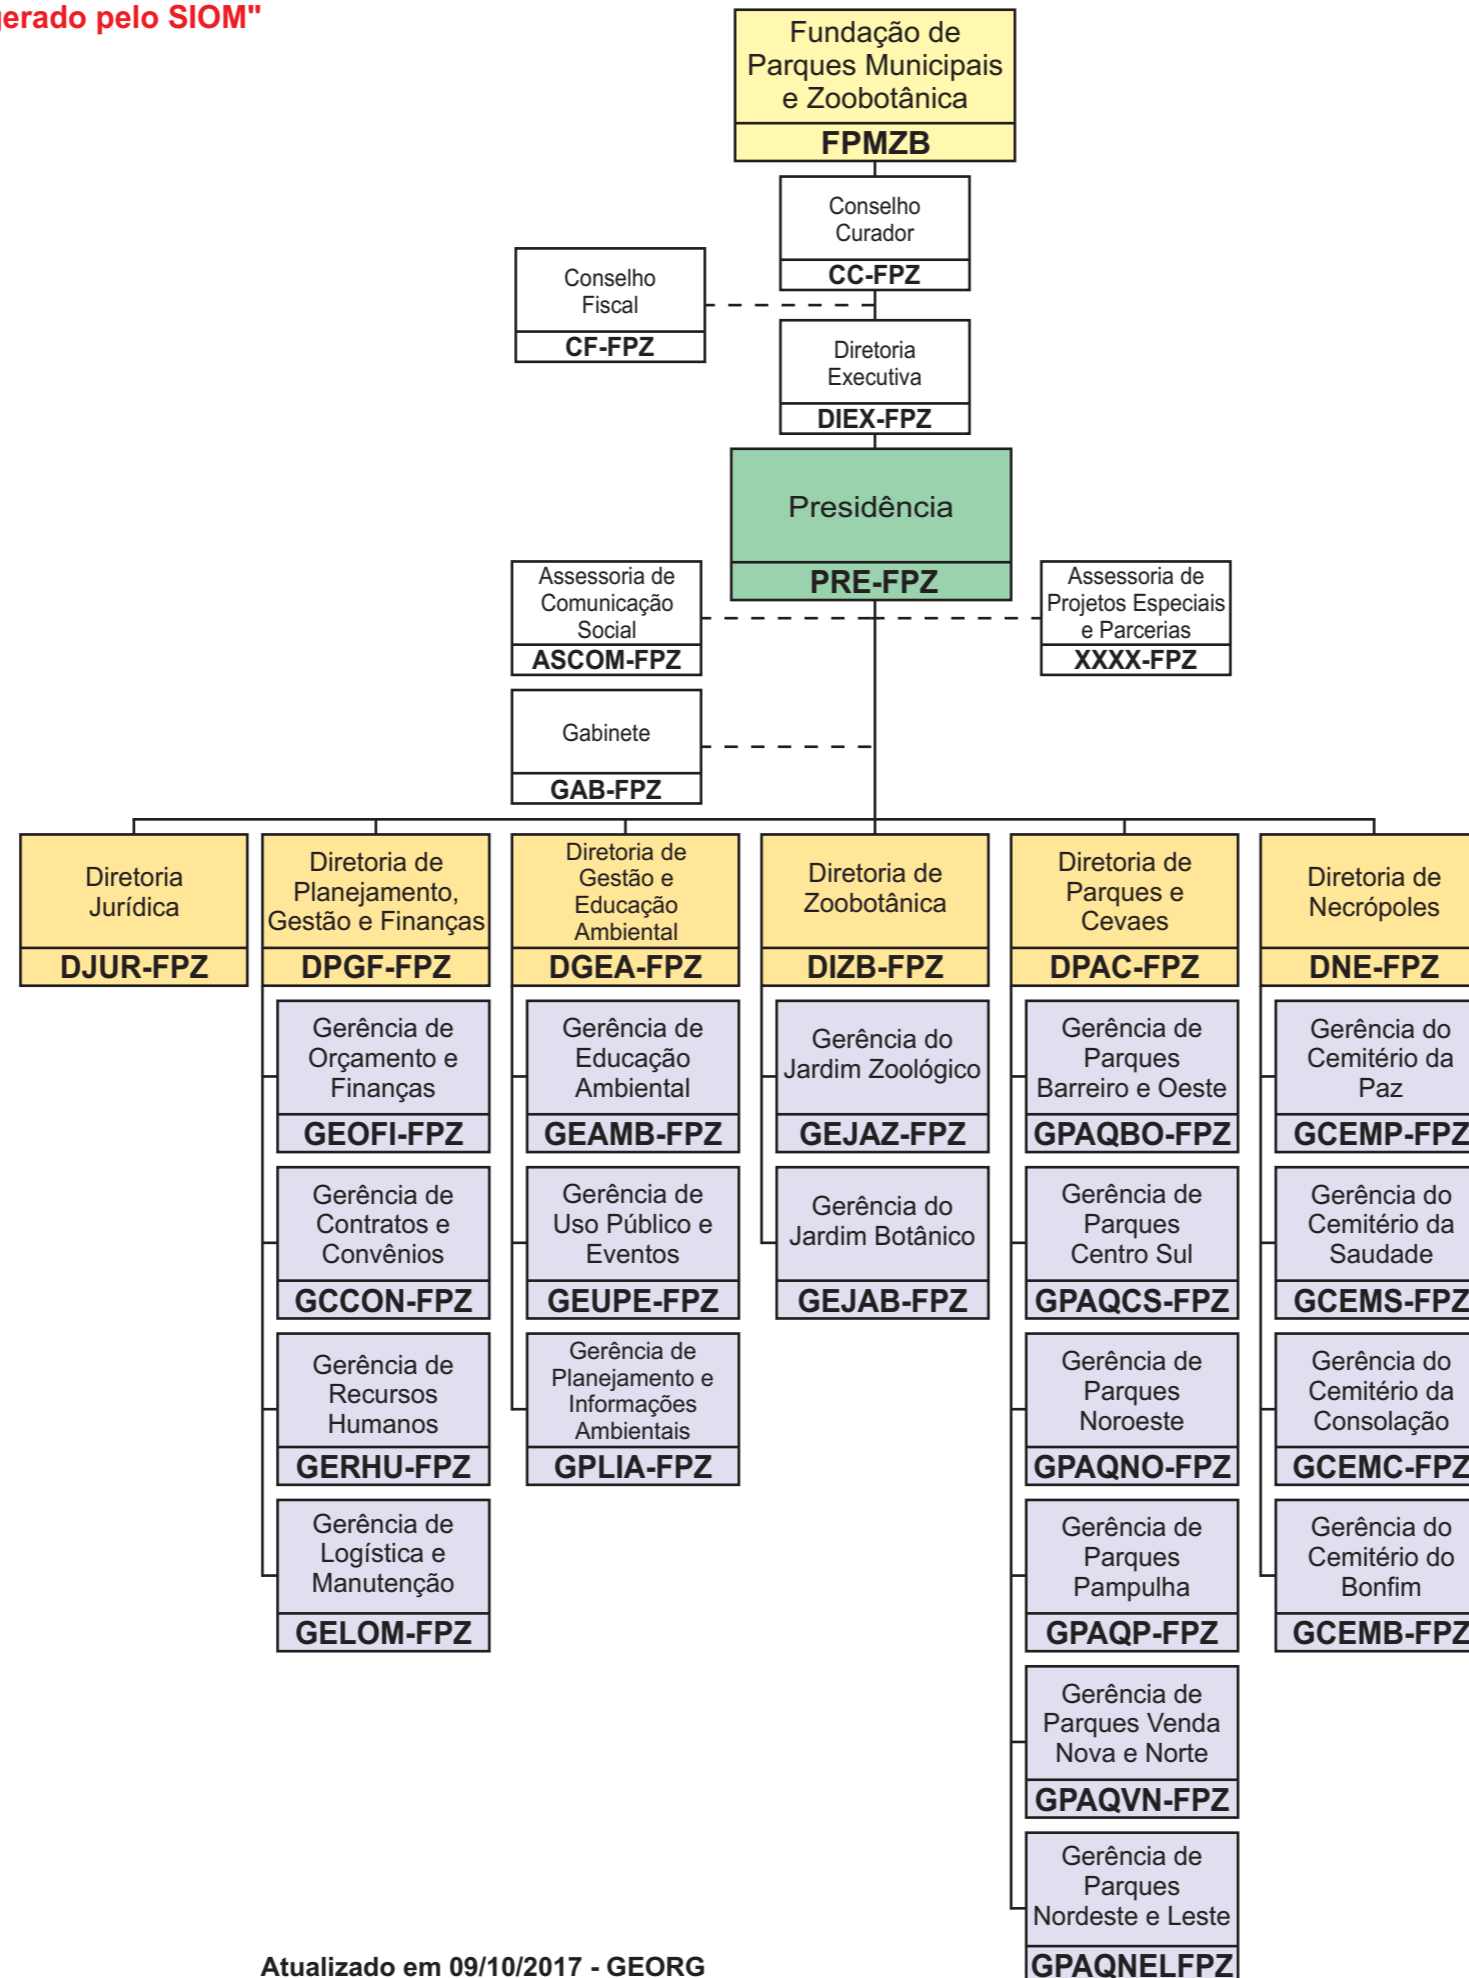 gerado pelo SIOM"
Fundação de
Parques Municipais
e Zoobotânica
FPMZB
Conselho
Curador
CC-FPZ
Conselho
Fiscal
CF-FPZ
Diretoria
Executiva
DIEX-FPZ
Presidência
PRE-FPZ
Assessoria de
Comunicação
Social
ASCOM-FPZ
Assessoria de
Projetos Especiais
e Parcerias
XXXX-FPZ
Gabinete
GAB-FPZ
Diretoria
Jurídica
DJUR-FPZ
Diretoria de
Planejamento,
Gestão e Finanças
DPGF-FPZ
Gerência de
Orçamento e
Finanças
GEOFI-FPZ
Gerência de
Contratos e
Convênios
GCCON-FPZ
Gerência de
Recursos
Humanos
GERHU-FPZ
Gerência de
Logística e
Manutenção
GELOM-FPZ
Diretoria de
Gestão e
Educação
Ambiental
DGEA-FPZ
Gerência de
Educação
Ambiental
GEAMB-FPZ
Gerência de
Uso Público e
Eventos
GEUPE-FPZ
Gerência de
Planejamento e
Informações
Ambientais
GPLIA-FPZ
Diretoria de
Zoobotânica
DIZB-FPZ
Gerência do
Jardim Zoológico
GEJAZ-FPZ
Gerência do
Jardim Botânico
GEJAB-FPZ
Diretoria de
Parques e
Cevaes
DPAC-FPZ
Gerência de
Parques
Barreiro e Oeste
GPAQBO-FPZ
Gerência de
Parques
Centro Sul
GPAQCS-FPZ
Gerência de
Parques
Noroeste
GPAQNO-FPZ
Gerência de
Parques
Pampulha
GPAQP-FPZ
Gerência de
Parques Venda
Nova e Norte
GPAQVN-FPZ
Gerência de
Parques
Nordeste e Leste
GPAQNELFPZ
Diretoria de
Necrópoles
DNE-FPZ
Gerência do
Cemitério da
Paz
GCEMP-FPZ
Gerência do
Cemitério da
Saudade
GCEMS-FPZ
Gerência do
Cemitério da
Consolação
GCEMC-FPZ
Gerência do
Cemitério do
Bonfim
GCEMB-FPZ
Atualizado em 09/10/2017 - GEORG